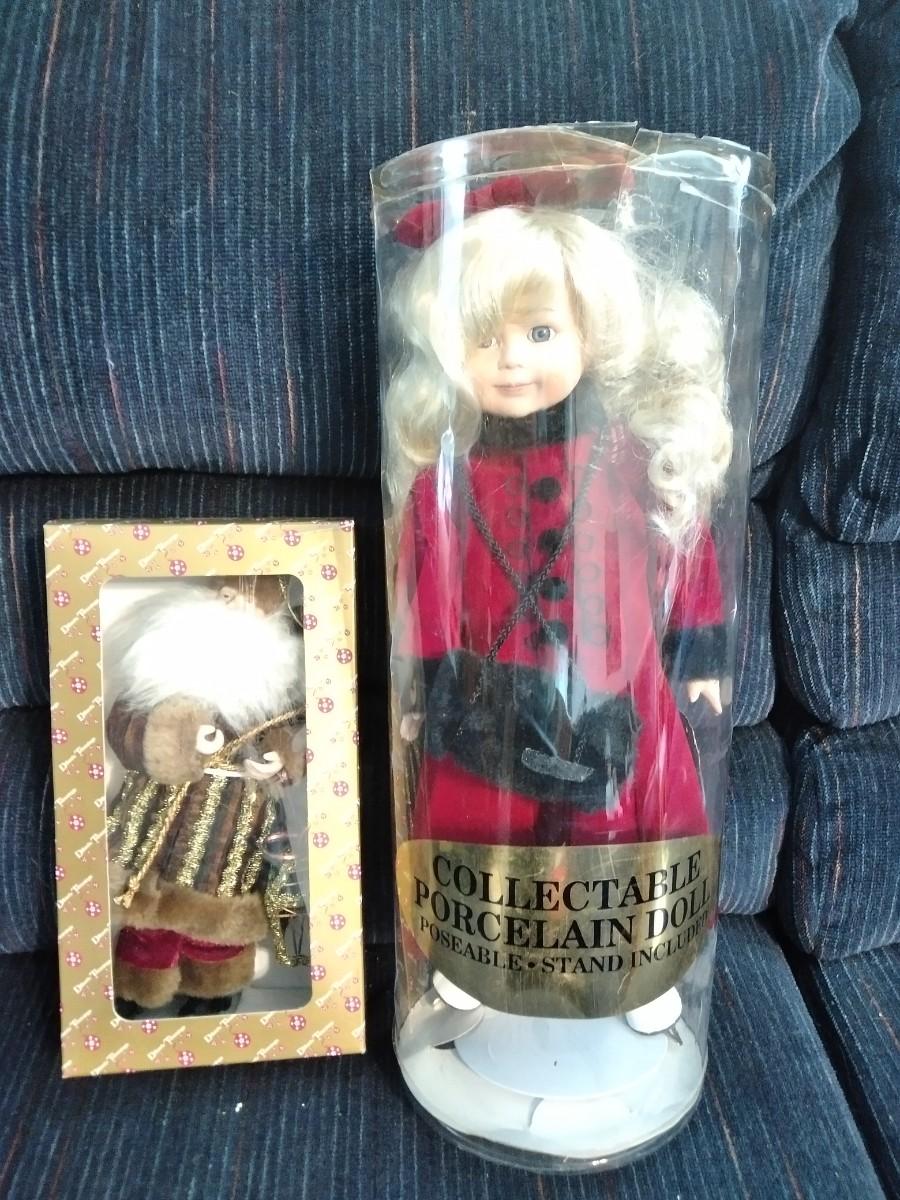 COLLECTABLE
PORCELAIN DOLL
POSEABLE • STAND INCLUDED